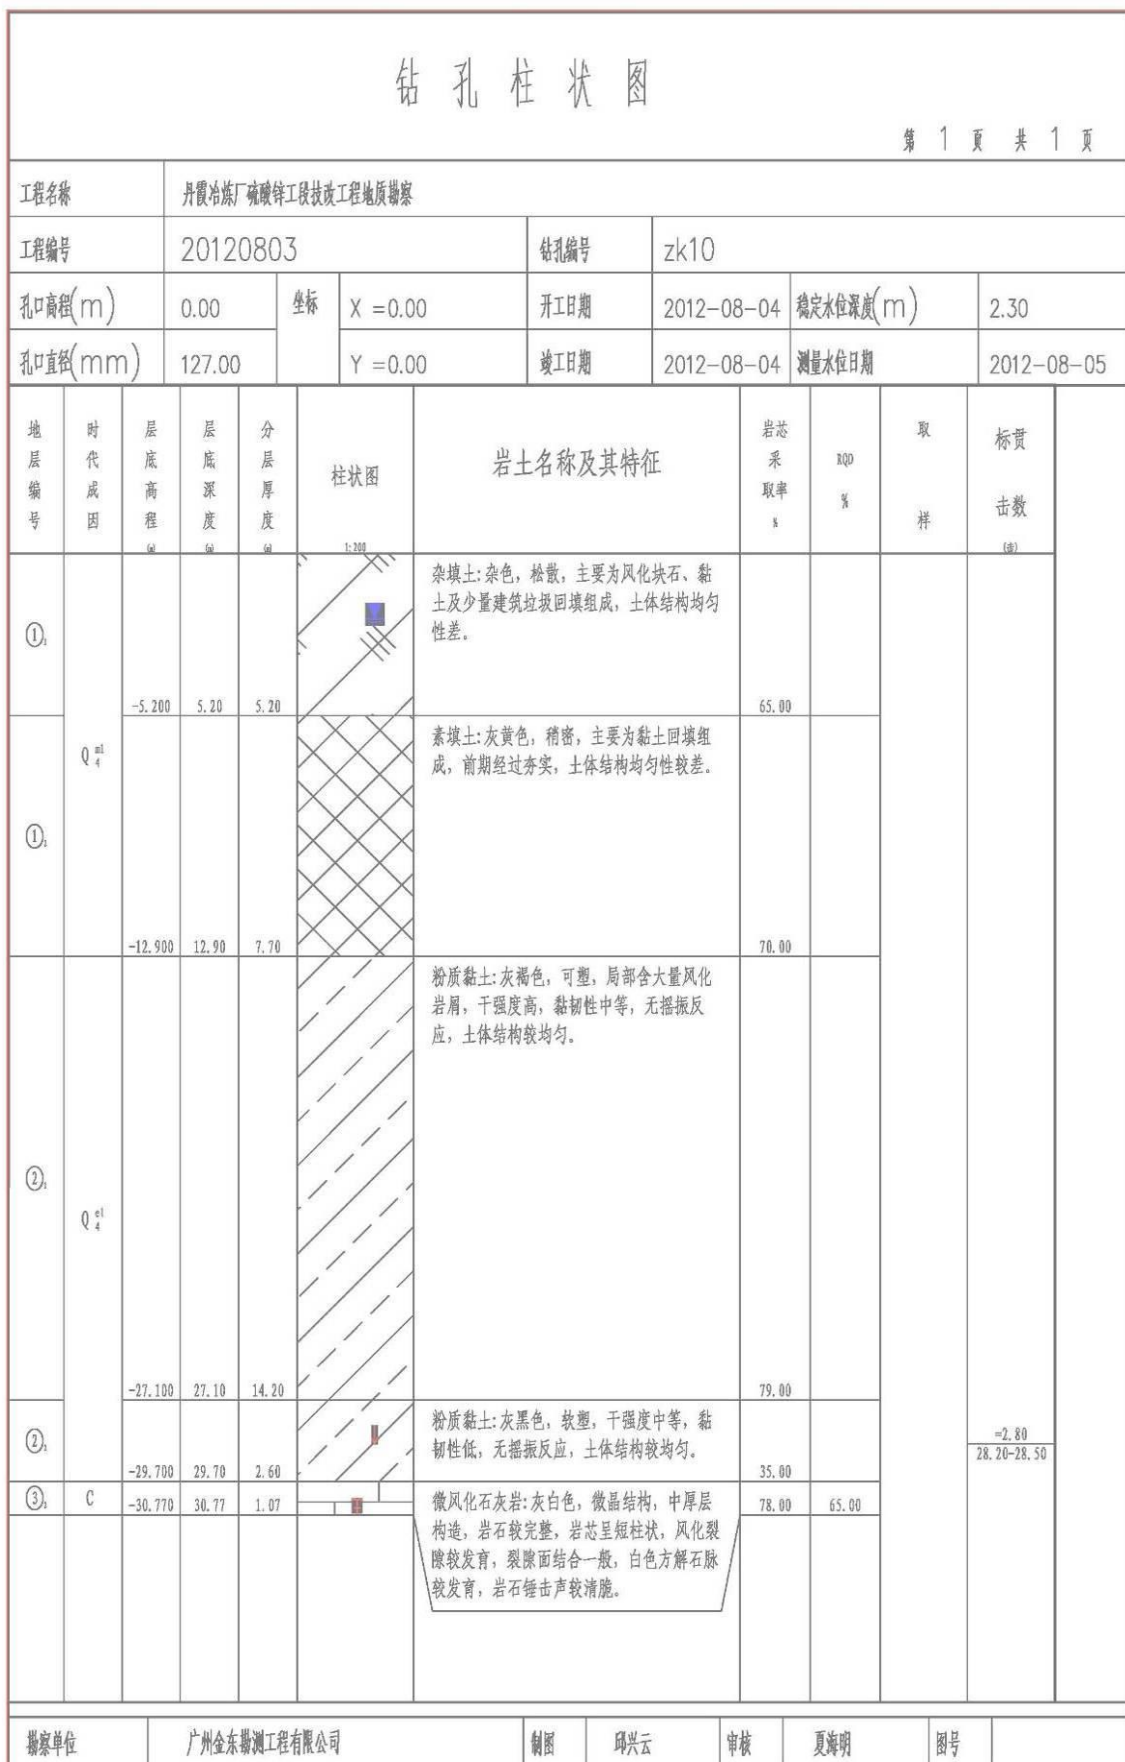 钻孔柱状图
第 1 页 共 1 页
工程名称 丹霞冶炼厂硫酸锌工段技改工程地质勘察
工程编号 20120803 钻孔编号 zk10
孔口高程(m) 0.00 坐标 X =0.00 开工日期 2012-08-04 稳定水位深度(m) 2.30
孔口直径(mm) 127.00 Y =0.00 竣工日期 2012-08-04 测量水位日期 2012-08-05
地层编号 时代成因 层底高程(m) 层底深度(m) 分层厚度(m) 柱状图 1:200 岩土名称及其特征 岩芯采取率% RQD % 取样 标贯击数(击)
杂填土:杂色，松散，主要为风化块石、黏
土及少量建筑垃圾回填组成，土体结构均匀
性差。
①₁
-5.200 5.20 5.20 65.00
素填土:灰黄色，稍密，主要为黏土回填组
成，前期经过夯实，土体结构均匀性较差。
Q₄ᵐˡ
①
-12.900 12.90 7.70 70.00
粉质黏土:灰褐色，可塑，局部含大量风化
岩屑，干强度高，黏韧性中等，无摇振反
应，土体结构较均匀。
②
Q₄ᵉˡ
-27.100 27.10 14.20 79.00
粉质黏土:灰黑色，软塑，干强度中等，黏
韧性低，无摇振反应，土体结构较均匀。
②
=2.80
28.20-28.50
-29.700 29.70 2.60 35.00
③ C -30.770 30.77 1.07 78.00 65.00
微风化石灰岩:灰白色，微晶结构，中厚层
构造，岩石较完整，岩芯呈短柱状，风化裂
隙较发育，裂隙面结合一般，白色方解石脉
较发育，岩石锤击声较清脆。
勘察单位 广州金东勘测工程有限公司 制图 邱兴云 审核 夏海明 图号